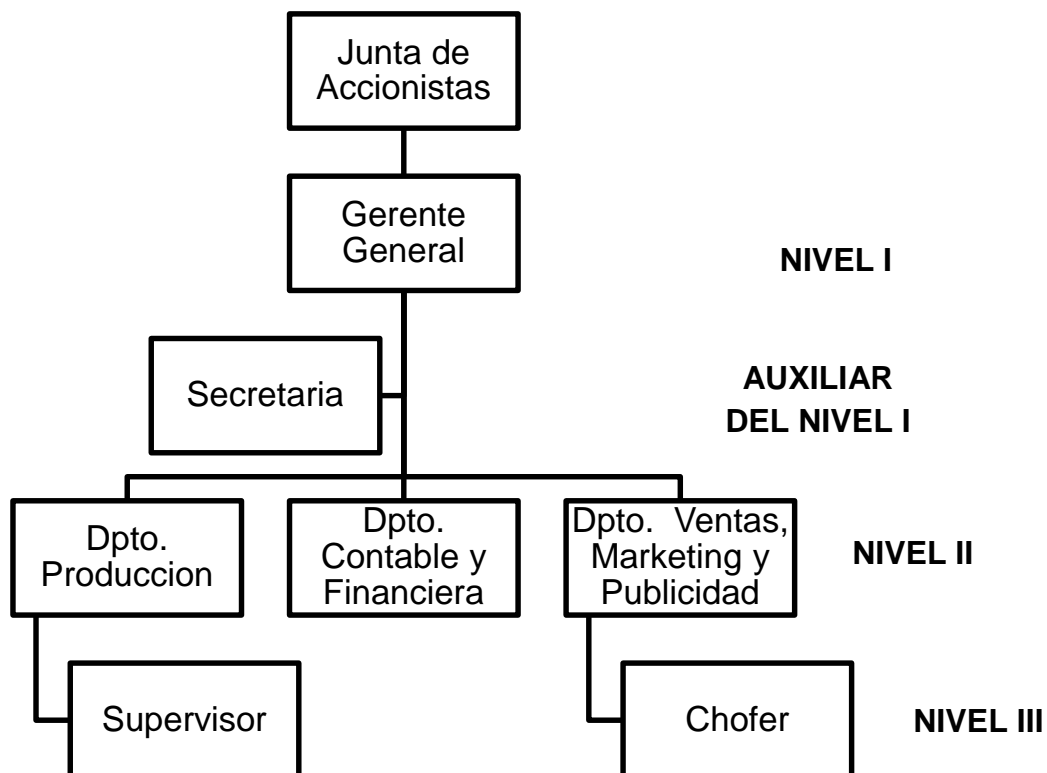 Junta de
Accionistas
Gerente
General
NIVEL I
Secretaria
AUXILIAR
DEL NIVEL I
Dpto.
Produccion
Dpto.
Contable y
Financiera
Dpto. Ventas,
Marketing y
Publicidad
NIVEL II
Supervisor
Chofer
NIVEL III